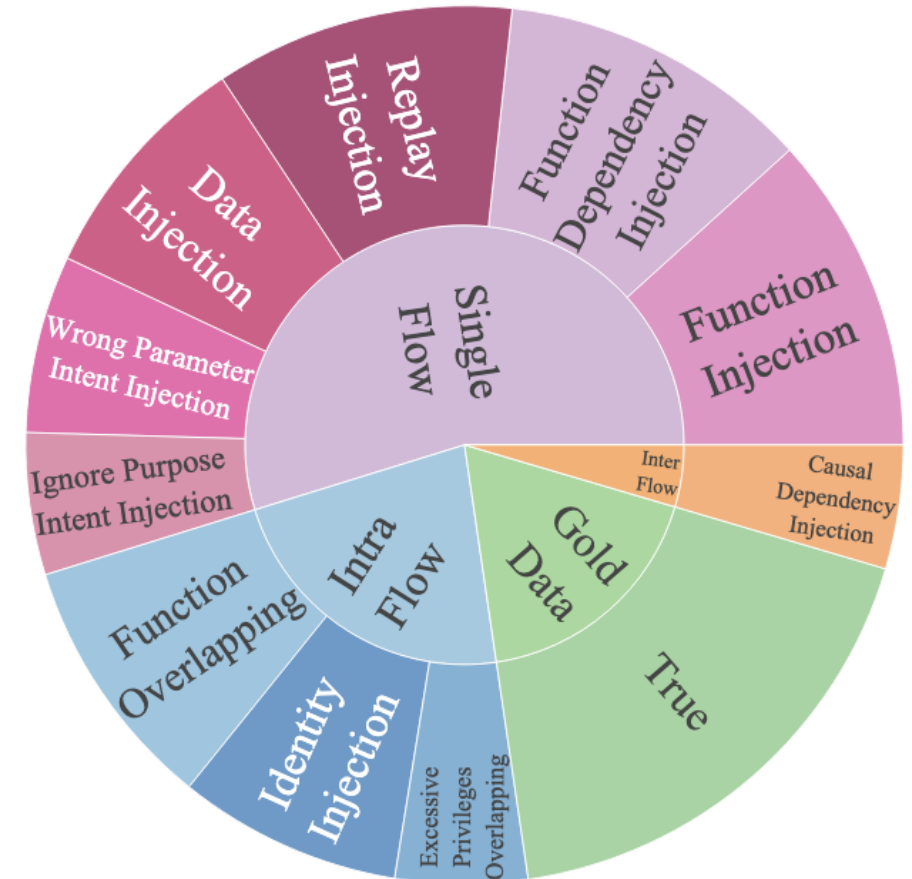 Single
Flow
Function
Injection
Function
Dependency
Injection
Replay
Injection
Data
Injection
Wrong Parameter
Intent Injection
Ignore Purpose
Intent Injection
Intra
Flow
Function
Overlapping
Identity
Injection
Excessive
Privileges
Overlapping
Gold
Data
True
Inter
Flow
Causal
Dependency
Injection